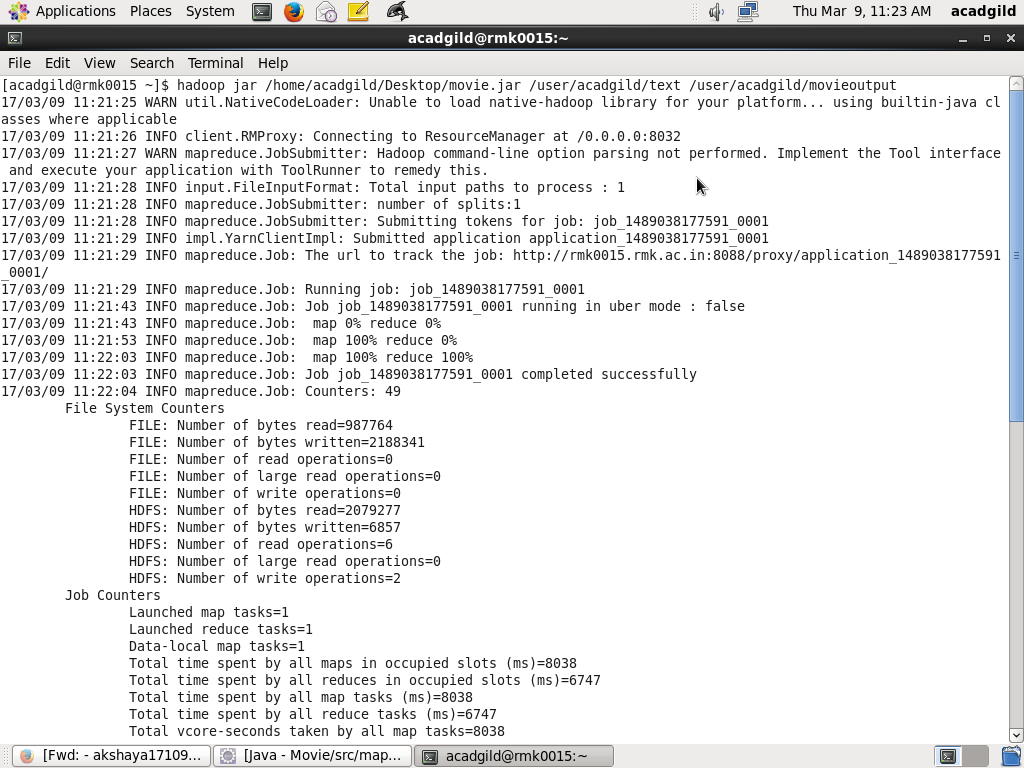 Applications Places System Thu Mar 9, 11:23 AM acadgild
acadgild@rmk0015:~
File Edit View Search Terminal Help
[acadgild@rmk0015 ~]$ hadoop jar /home/acadgild/Desktop/movie.jar /user/acadgild/text /user/acadgild/movieoutput
17/03/09 11:21:25 WARN util.NativeCodeLoader: Unable to load native-hadoop library for your platform... using builtin-java cl
asses where applicable
17/03/09 11:21:26 INFO client.RMProxy: Connecting to ResourceManager at /0.0.0.0:8032
17/03/09 11:21:27 WARN mapreduce.JobSubmitter: Hadoop command-line option parsing not performed. Implement the Tool interface
 and execute your application with ToolRunner to remedy this.
17/03/09 11:21:28 INFO input.FileInputFormat: Total input paths to process : 1
17/03/09 11:21:28 INFO mapreduce.JobSubmitter: number of splits:1
17/03/09 11:21:28 INFO mapreduce.JobSubmitter: Submitting tokens for job: job_1489038177591_0001
17/03/09 11:21:29 INFO impl.YarnClientImpl: Submitted application application_1489038177591_0001
17/03/09 11:21:29 INFO mapreduce.Job: The url to track the job: http://rmk0015.rmk.ac.in:8088/proxy/application_1489038177591
_0001/
17/03/09 11:21:29 INFO mapreduce.Job: Running job: job_1489038177591_0001
17/03/09 11:21:43 INFO mapreduce.Job: Job job_1489038177591_0001 running in uber mode : false
17/03/09 11:21:43 INFO mapreduce.Job:  map 0% reduce 0%
17/03/09 11:21:53 INFO mapreduce.Job:  map 100% reduce 0%
17/03/09 11:22:03 INFO mapreduce.Job:  map 100% reduce 100%
17/03/09 11:22:03 INFO mapreduce.Job: Job job_1489038177591_0001 completed successfully
17/03/09 11:22:04 INFO mapreduce.Job: Counters: 49
File System Counters
FILE: Number of bytes read=987764
FILE: Number of bytes written=2188341
FILE: Number of read operations=0
FILE: Number of large read operations=0
FILE: Number of write operations=0
HDFS: Number of bytes read=2079277
HDFS: Number of bytes written=6857
HDFS: Number of read operations=6
HDFS: Number of large read operations=0
HDFS: Number of write operations=2
Job Counters
Launched map tasks=1
Launched reduce tasks=1
Data-local map tasks=1
Total time spent by all maps in occupied slots (ms)=8038
Total time spent by all reduces in occupied slots (ms)=6747
Total time spent by all map tasks (ms)=8038
Total time spent by all reduce tasks (ms)=6747
Total vcore-seconds taken by all map tasks=8038
[Fwd: - akshaya17109... [Java - Movie/src/map... acadgild@rmk0015:~